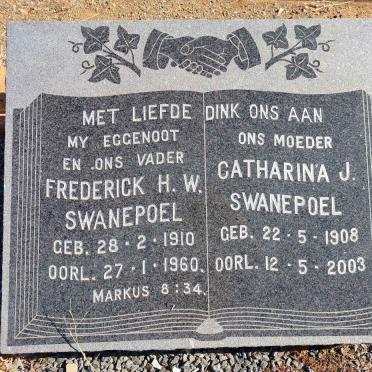 MET LIEFDE DINK ONS AAN
MY EGGENOOT
EN ONS VADER
FREDERICK H. W.
SWANEPOEL
GEB. 28 · 2 · 1910
OORL. 27 · 1 · 1960.
MARKUS 8:34.
ONS MOEDER
CATHARINA J.
SWANEPOEL
GEB. 22 · 5 · 1908
OORL. 12 · 5 · 2003